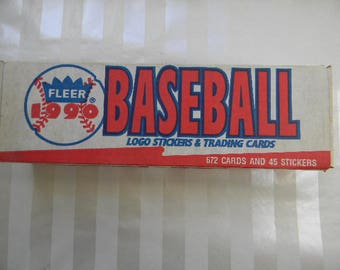 FLEER
1990®
BASEBALL
LOGO STICKERS & TRADING CARDS
672 CARDS AND 45 STICKERS